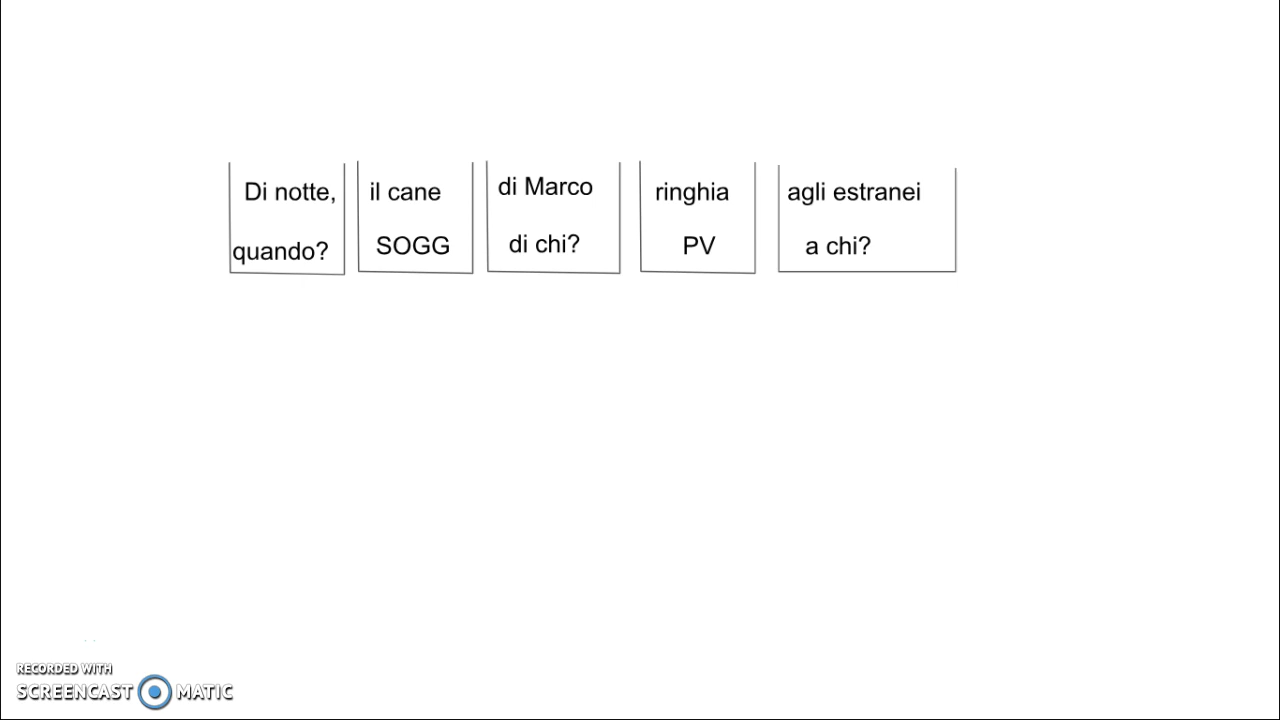 Di notte, il cane di Marco ringhia agli estranei
quando? SOGG di chi? PV a chi?
RECORDED WITH
SCREENCAST MATIC